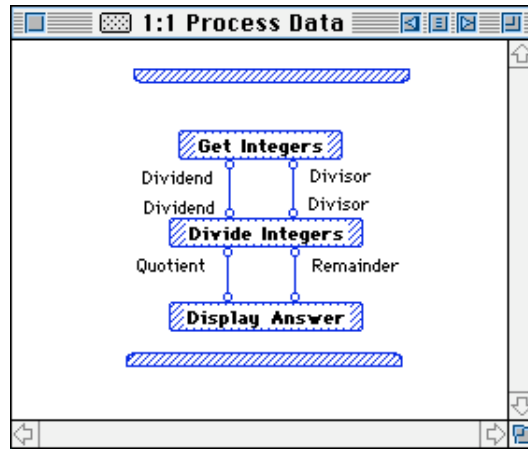 1:1 Process Data
Get Integers
Dividend Divisor
Dividend Divisor
Divide Integers
Quotient Remainder
Display Answer